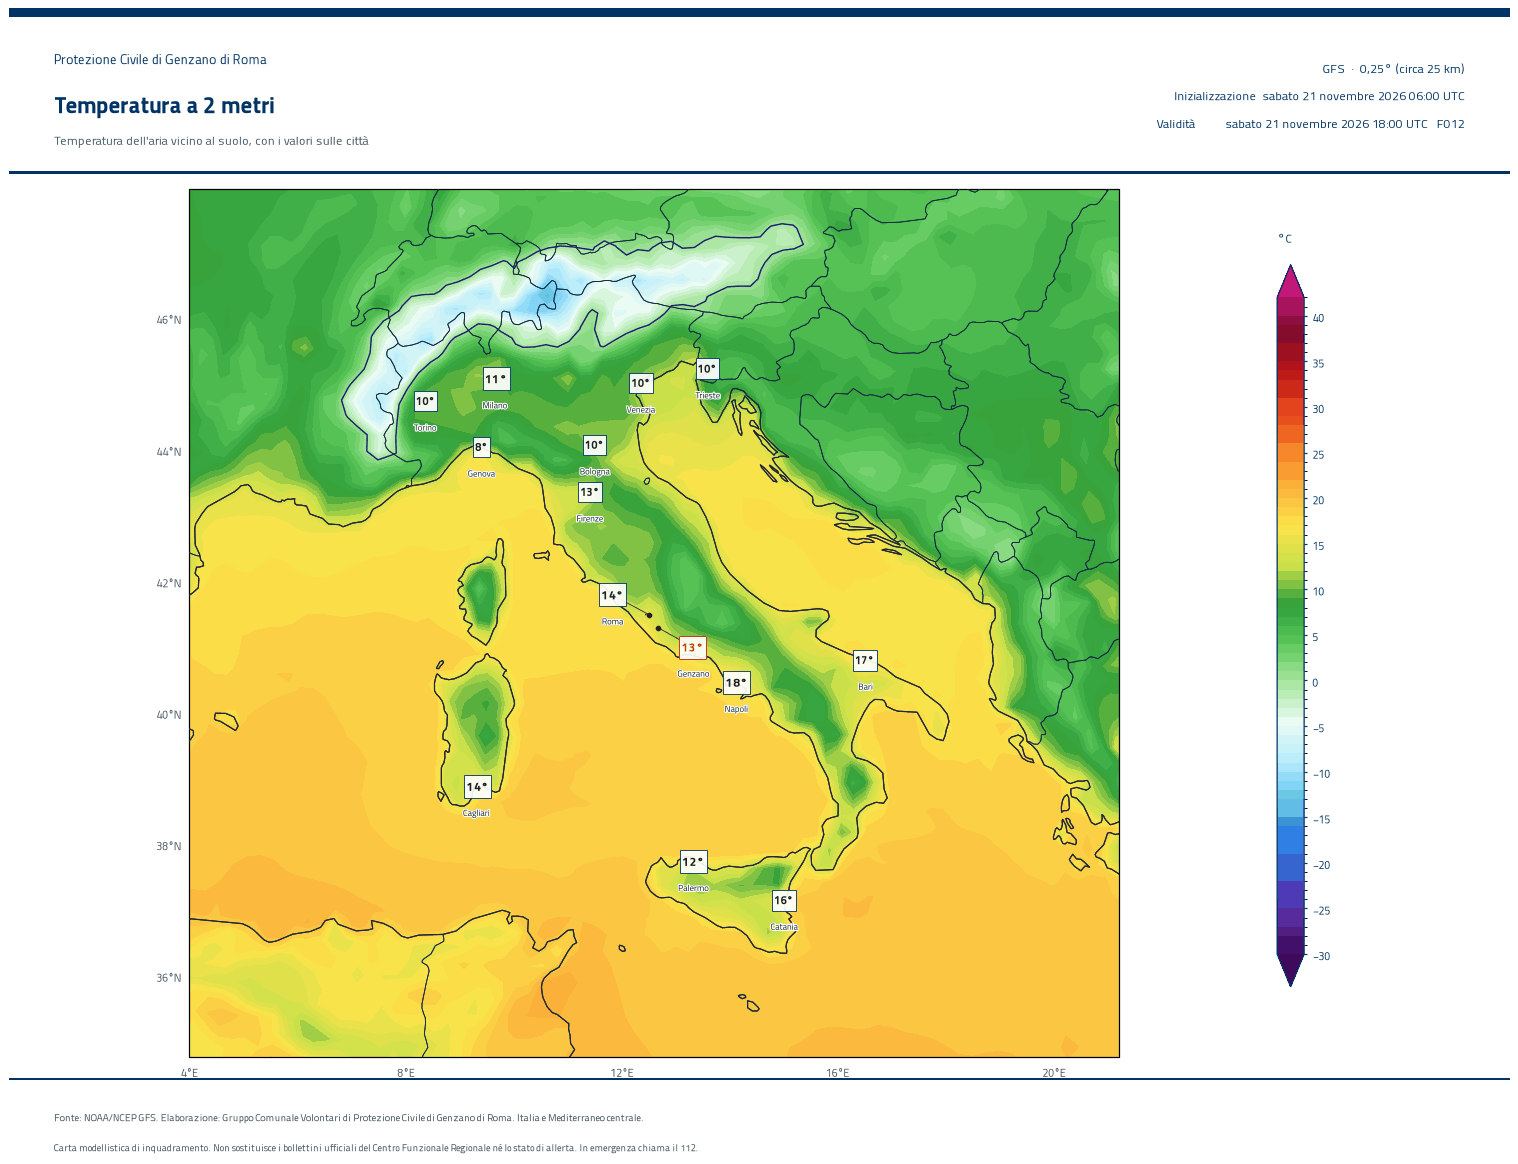 Protezione Civile di Genzano di Roma
Temperatura a 2 metri
Temperatura dell'aria vicino al suolo, con i valori sulle città
GFS · 0,25° (circa 25 km)
Inizializzazione sabato 21 novembre 2026 06:00 UTC
Validità sabato 21 novembre 2026 18:00 UTC F012
°C
40
35
30
25
20
15
10
5
0
−5
−10
−15
−20
−25
−30
46°N
44°N
42°N
40°N
38°N
36°N
4°E
8°E
12°E
16°E
20°E
10°
Trieste
11°
Milano
10°
Venezia
10°
Torino
8°
Genova
10°
Bologna
13°
Firenze
14°
Roma
13°
Genzano
17°
Bari
18°
Napoli
14°
Cagliari
12°
Palermo
16°
Catania
Fonte: NOAA/NCEP GFS. Elaborazione: Gruppo Comunale Volontari di Protezione Civile di Genzano di Roma. Italia e Mediterraneo centrale.
Carta modellistica di inquadramento. Non sostituisce i bollettini ufficiali del Centro Funzionale Regionale né lo stato di allerta. In emergenza chiama il 112.